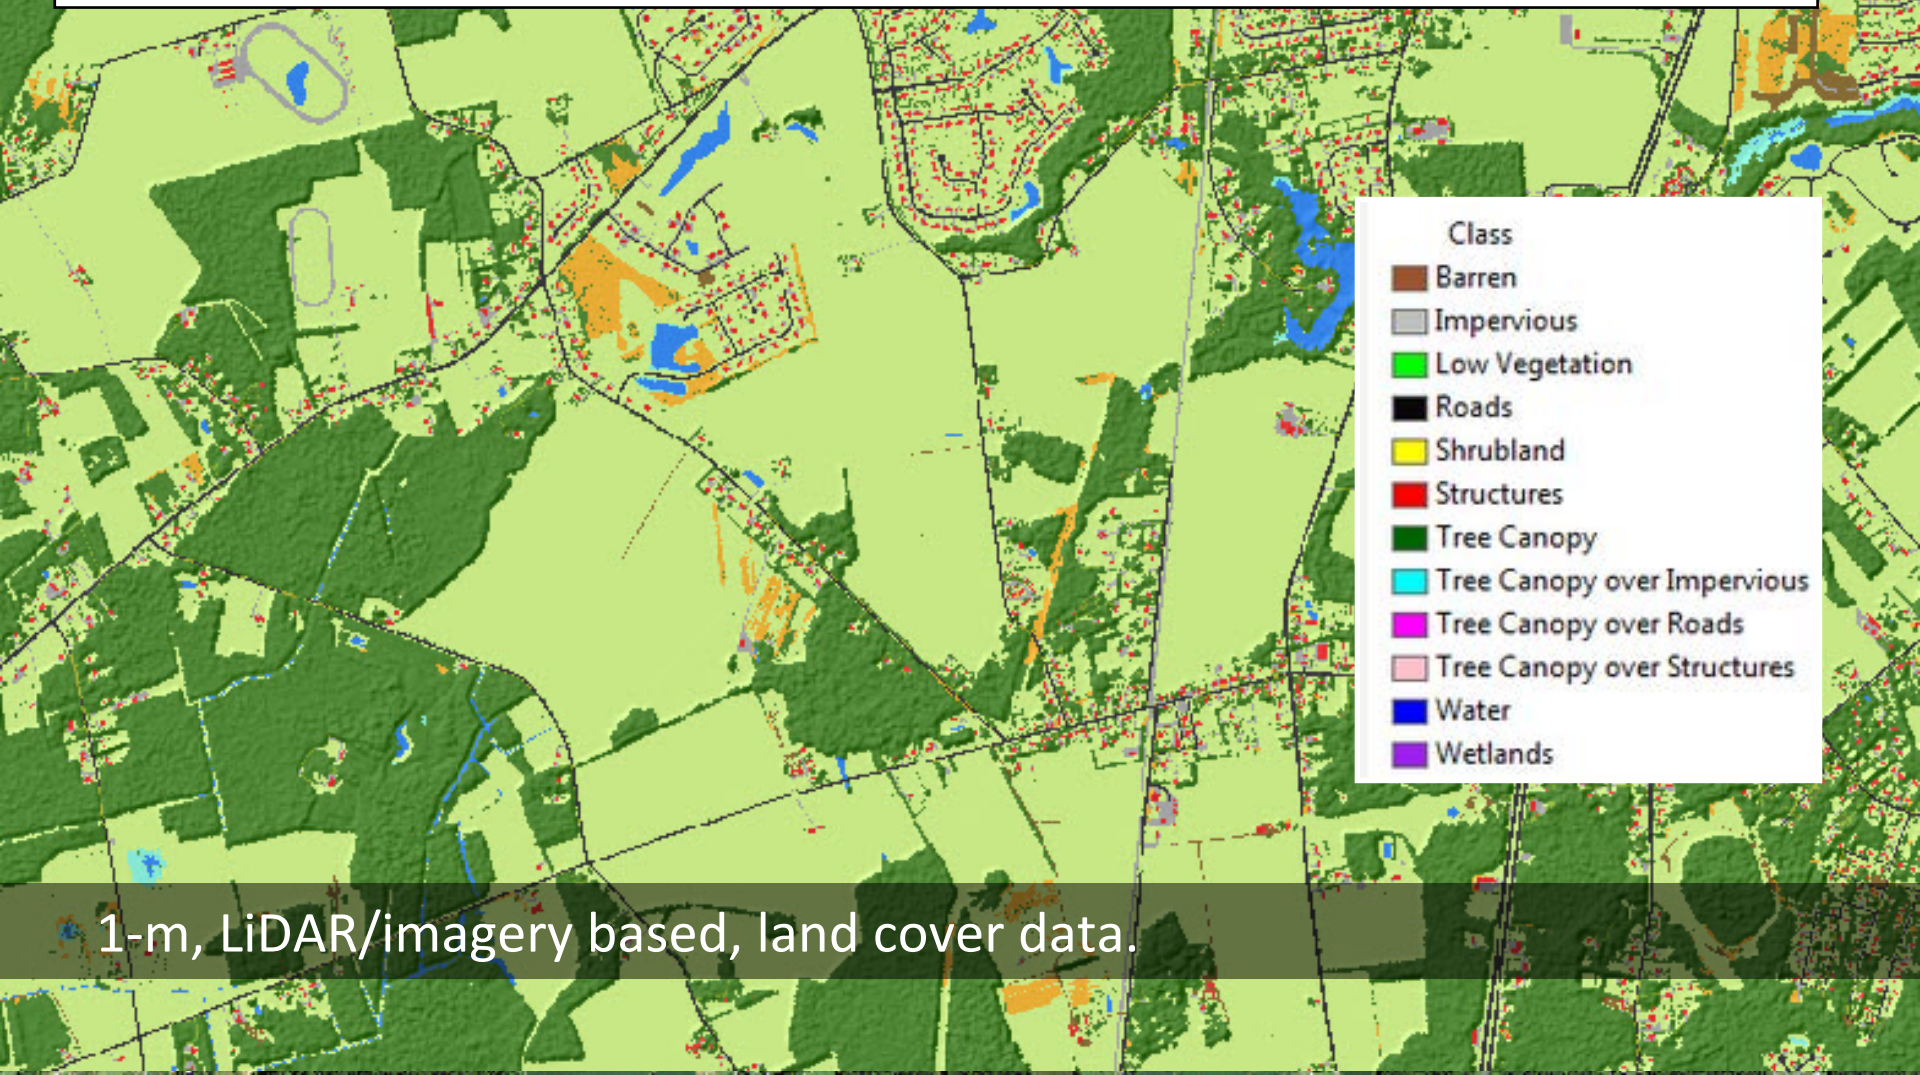 Class
Barren
Impervious
Low Vegetation
Roads
Shrubland
Structures
Tree Canopy
Tree Canopy over Impervious
Tree Canopy over Roads
Tree Canopy over Structures
Water
Wetlands
1-m, LiDAR/imagery based, land cover data.